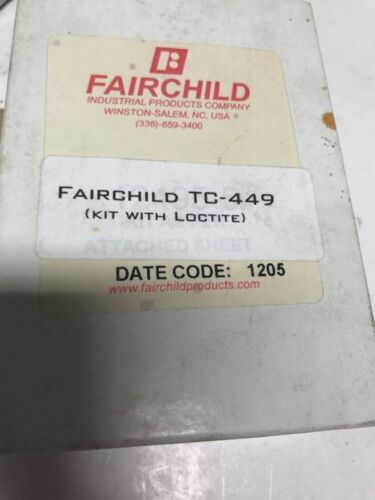 FAIRCHILD
INDUSTRIAL PRODUCTS COMPANY
WINSTON-SALEM, NC, USA
(336)-659-3400
FAIRCHILD TC-449
(KIT WITH LOCTITE)
ATTACHED SHEET
DATE CODE: 1205
www.fairchildproducts.com